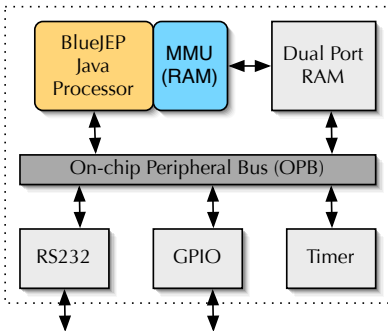 BlueJEP
Java
Processor
MMU
(RAM)
Dual Port
RAM
On-chip Peripheral Bus (OPB)
RS232
GPIO
Timer